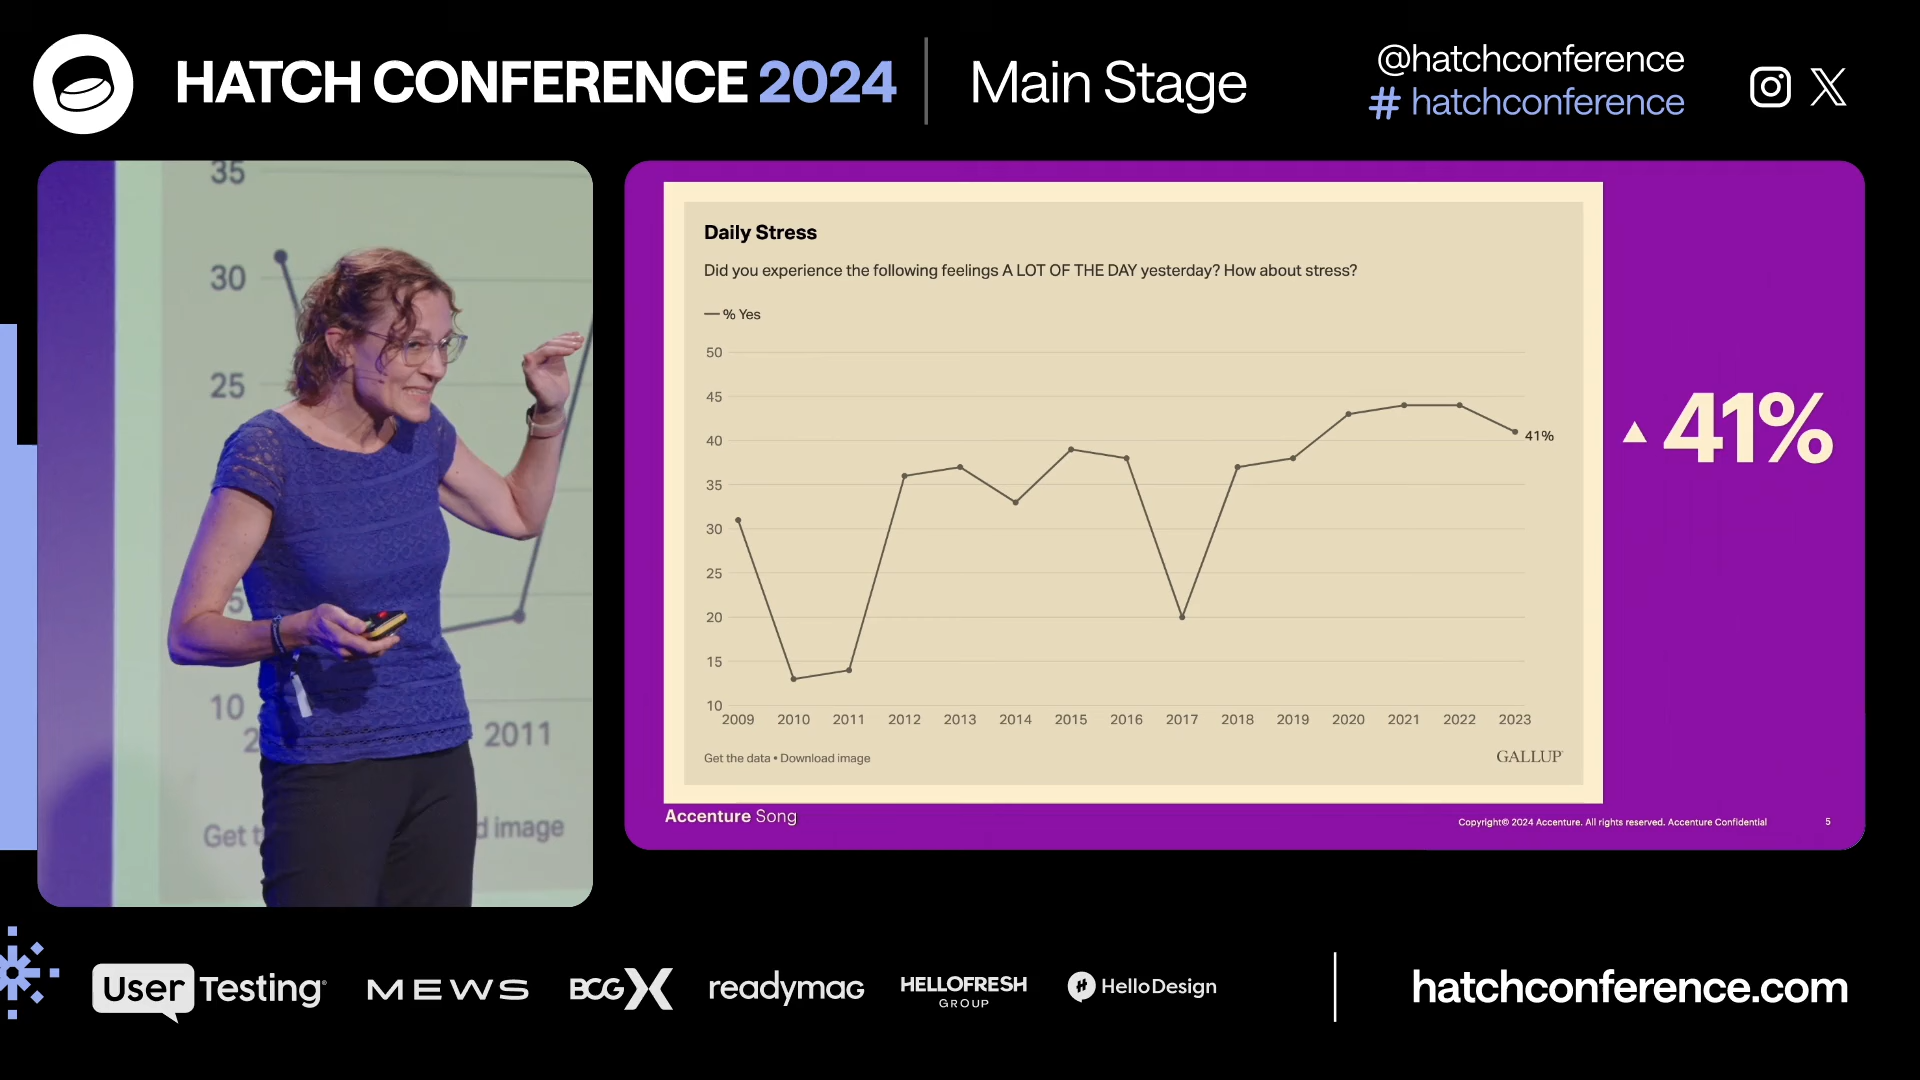 HATCH CONFERENCE 2024
Main Stage
@hatchconference
# hatchconference
35
30
25
10
2011
Get t
d image
Daily Stress
Did you experience the following feelings A LOT OF THE DAY yesterday? How about stress?
— % Yes
50
45
40
35
30
25
20
15
10
2009 2010 2011 2012 2013 2014 2015 2016 2017 2018 2019 2020 2021 2022 2023
41%
Get the data • Download image
GALLUP
▲ 41%
Accenture Song
Copyright© 2024 Accenture. All rights reserved. Accenture Confidential
5
UserTesting
MEWS
BCG X
readymag
HELLOFRESH
GROUP
HelloDesign
hatchconference.com